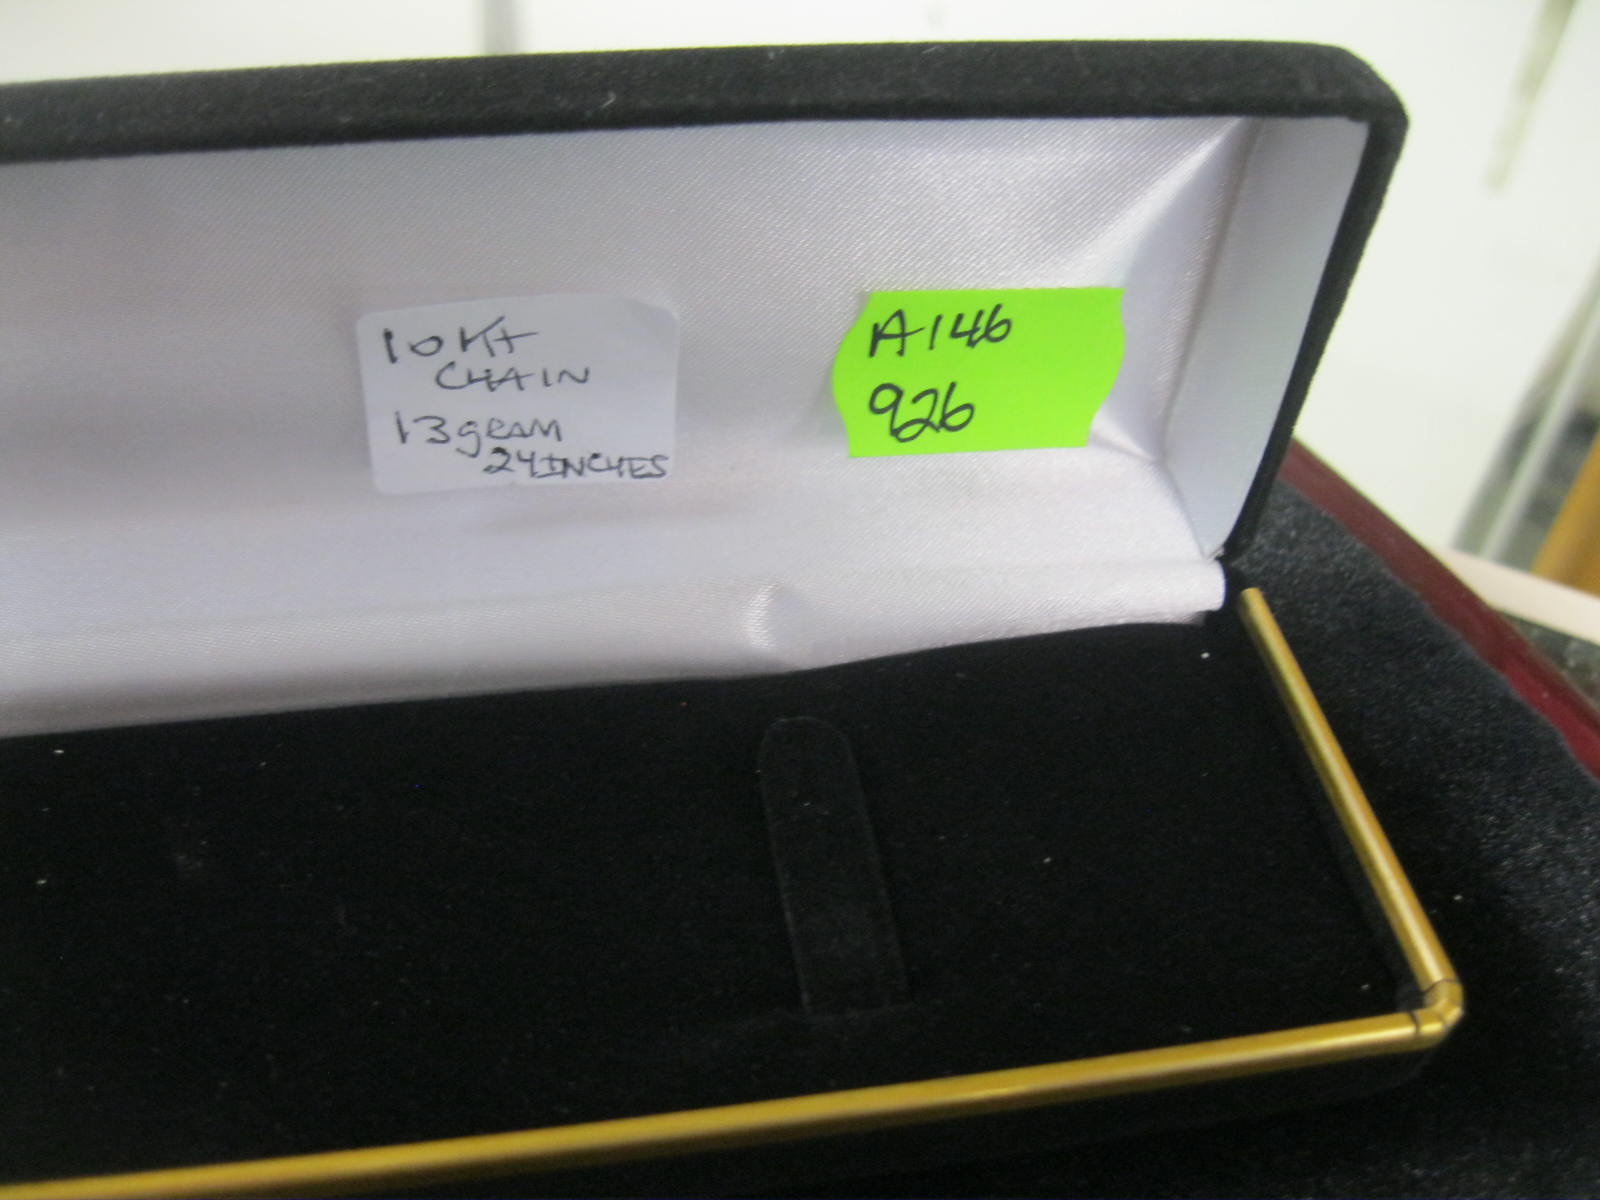 10Kt
CHAIN
13gram
24INCHES
A146
926